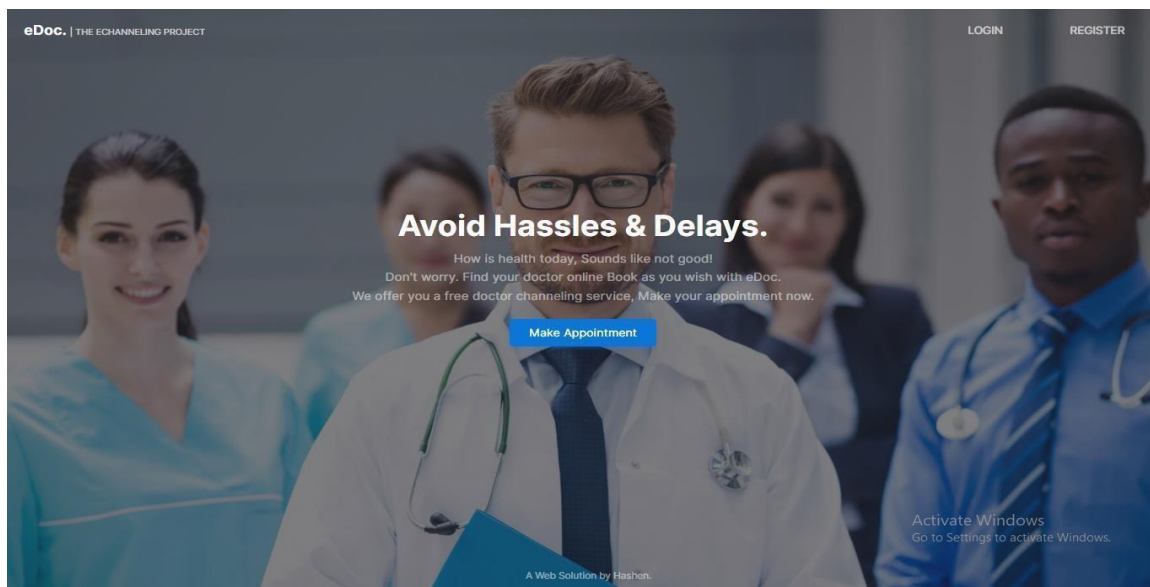 eDoc. | THE ECHANNELING PROJECT
LOGIN
REGISTER
Avoid Hassles & Delays.
How is health today, Sounds like not good!
Don't worry. Find your doctor online Book as you wish with eDoc.
We offer you a free doctor channeling service, Make your appointment now.
Make Appointment
Activate Windows
Go to Settings to activate Windows.
A Web Solution by Hashen.